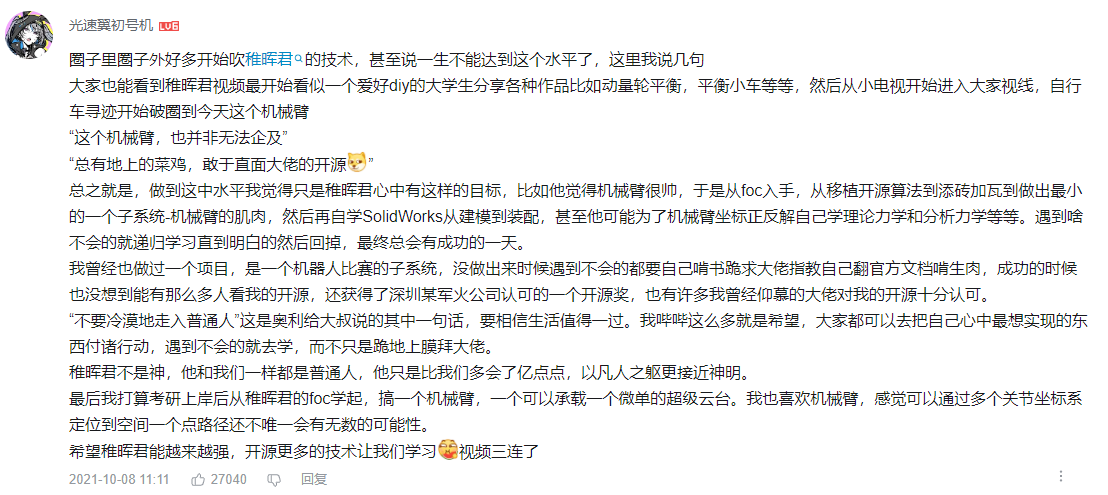 光速翼初号机 LV6
圈子里圈子外好多开始吹稚晖君的技术，甚至说一生不能达到这个水平了，这里我说几句
大家也能看到稚晖君视频最开始看似一个爱好diy的大学生分享各种作品比如动量轮平衡，平衡小车等等，然后从小电视开始进入大家视线，自行
车寻迹开始破圈到今天这个机械臂
“这个机械臂，也并非无法企及”
“总有地上的菜鸡，敢于直面大佬的开源”
总之就是，做到这中水平我觉得只是稚晖君心中有这样的目标，比如他觉得机械臂很帅，于是从foc入手，从移植开源算法到添砖加瓦到做出最小
的一个子系统-机械臂的肌肉，然后再自学SolidWorks从建模到装配，甚至他可能为了机械臂坐标正反解自己学理论力学和分析力学等等。遇到啥
不会的就递归学习直到明白的然后回掉，最终总会有成功的一天。
我曾经也做过一个项目，是一个机器人比赛的子系统，没做出来时候遇到不会的都要自己啃书跪求大佬指教自己翻官方文档啃生肉，成功的时候
也没想到能有那么多人看我的开源，还获得了深圳某军火公司认可的一个开源奖，也有许多我曾经仰慕的大佬对我的开源十分认可。
“不要冷漠地走入普通人”这是奥利给大叔说的其中一句话，要相信生活值得一过。我哔哔这么多就是希望，大家都可以去把自己心中最想实现的东
西付诸行动，遇到不会的就去学，而不只是跪地上膜拜大佬。
稚晖君不是神，他和我们一样都是普通人，他只是比我们多会了亿点点，以凡人之躯更接近神明。
最后我打算考研上岸后从稚晖君的foc学起，搞一个机械臂，一个可以承载一个微单的超级云台。我也喜欢机械臂，感觉可以通过多个关节坐标系
定位到空间一个点路径还不唯一会有无数的可能性。
希望稚晖君能越来越强，开源更多的技术让我们学习视频三连了
2021-10-08 11:11 27040 回复